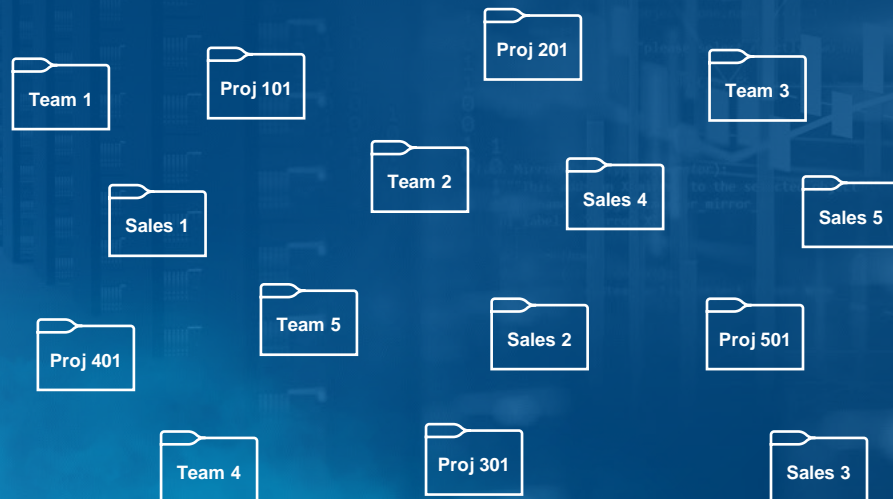 Proj 201
Proj 101
Team 3
Team 1
Team 2
Sales 4
Sales 5
Sales 1
Team 5
Sales 2
Proj 501
Proj 401
Proj 301
Team 4
Sales 3